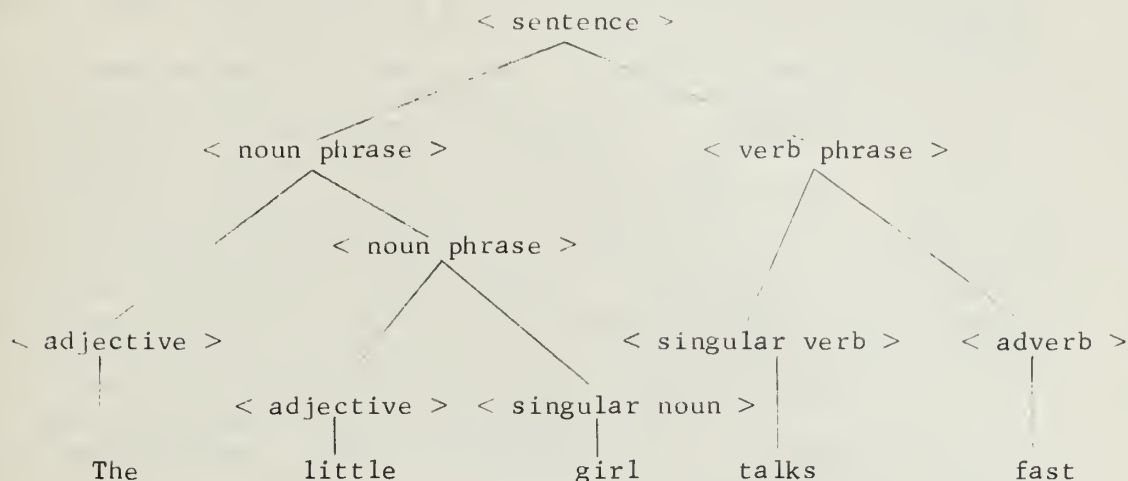 < sentence >
< noun phrase > < verb phrase >
< noun phrase >
< adjective > < singular verb > < adverb >
< adjective > < singular noun >
The little girl talks fast